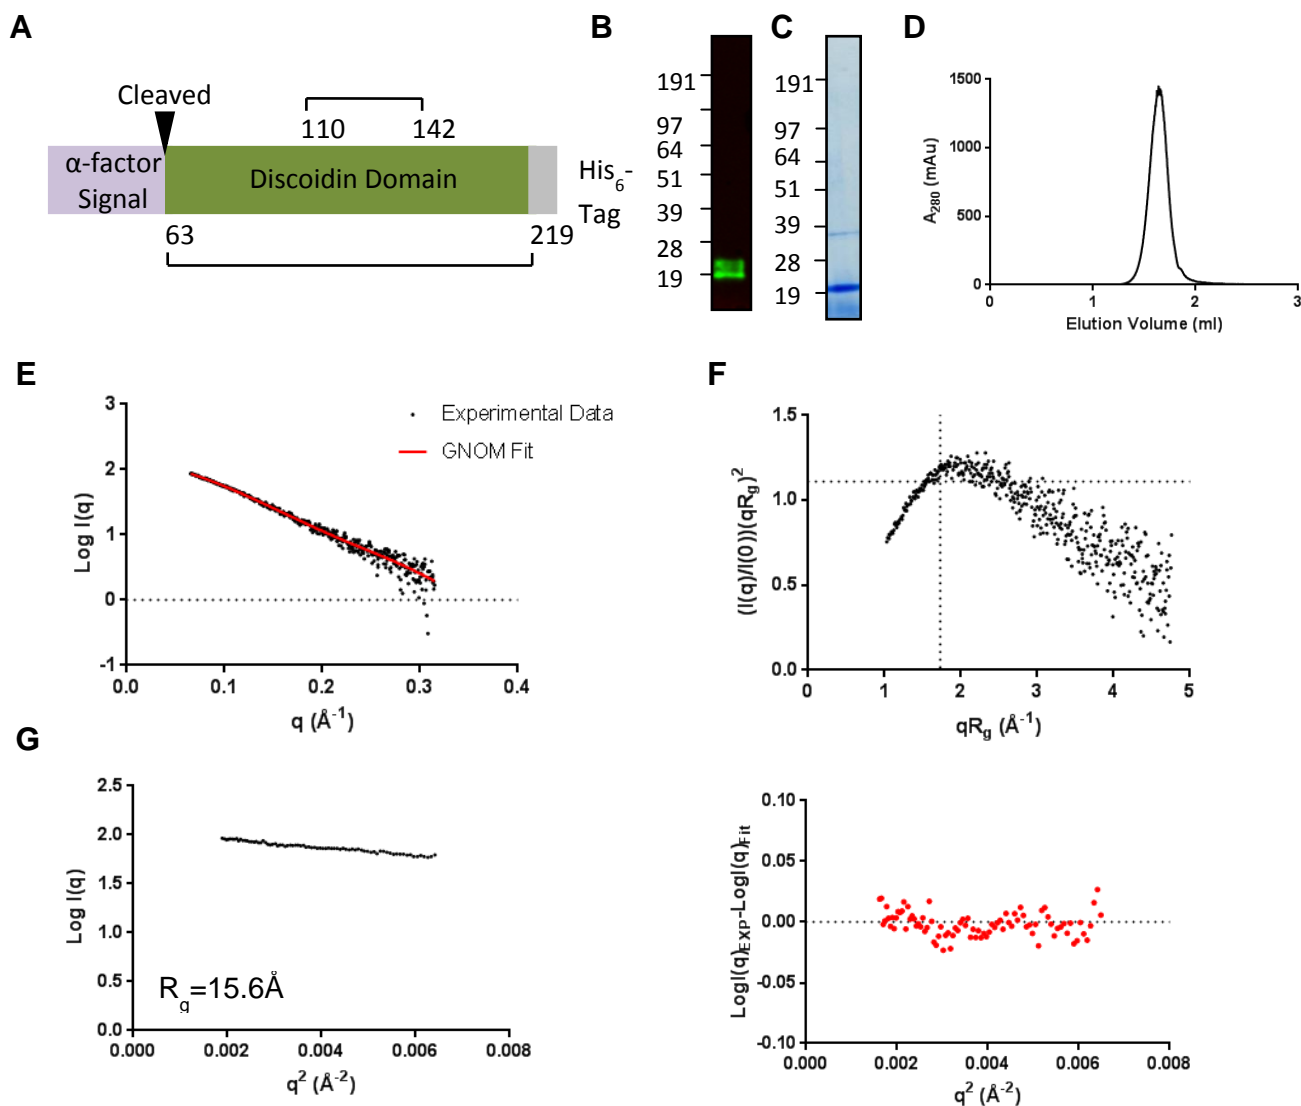 A
Cleaved
110 142
α-factor
Signal
Discoidin Domain
His6-
Tag
63 219
B
191
97
64
51
39
28
19
C
191
97
64
51
39
28
19
D
1500
1000
500
0
0 1 2 3
A280 (mAu)
Elution Volume (ml)
E
3
2
1
0
-1
0.0 0.1 0.2 0.3 0.4
Log I(q)
q (Å-1)
Experimental Data
GNOM Fit
F
1.5
1.0
0.5
0.0
0 1 2 3 4 5
(I(q)/I(0))(qRg)2
qRg (Å-1)
G
2.5
2.0
1.5
1.0
0.5
0.0
0.000 0.002 0.004 0.006 0.008
Log I(q)
Rg=15.6Å
q2 (Å-2)
0.10
0.05
0.00
-0.05
-0.10
0.000 0.002 0.004 0.006 0.008
LogI(q)EXP-LogI(q)Fit
q2 (Å-2)